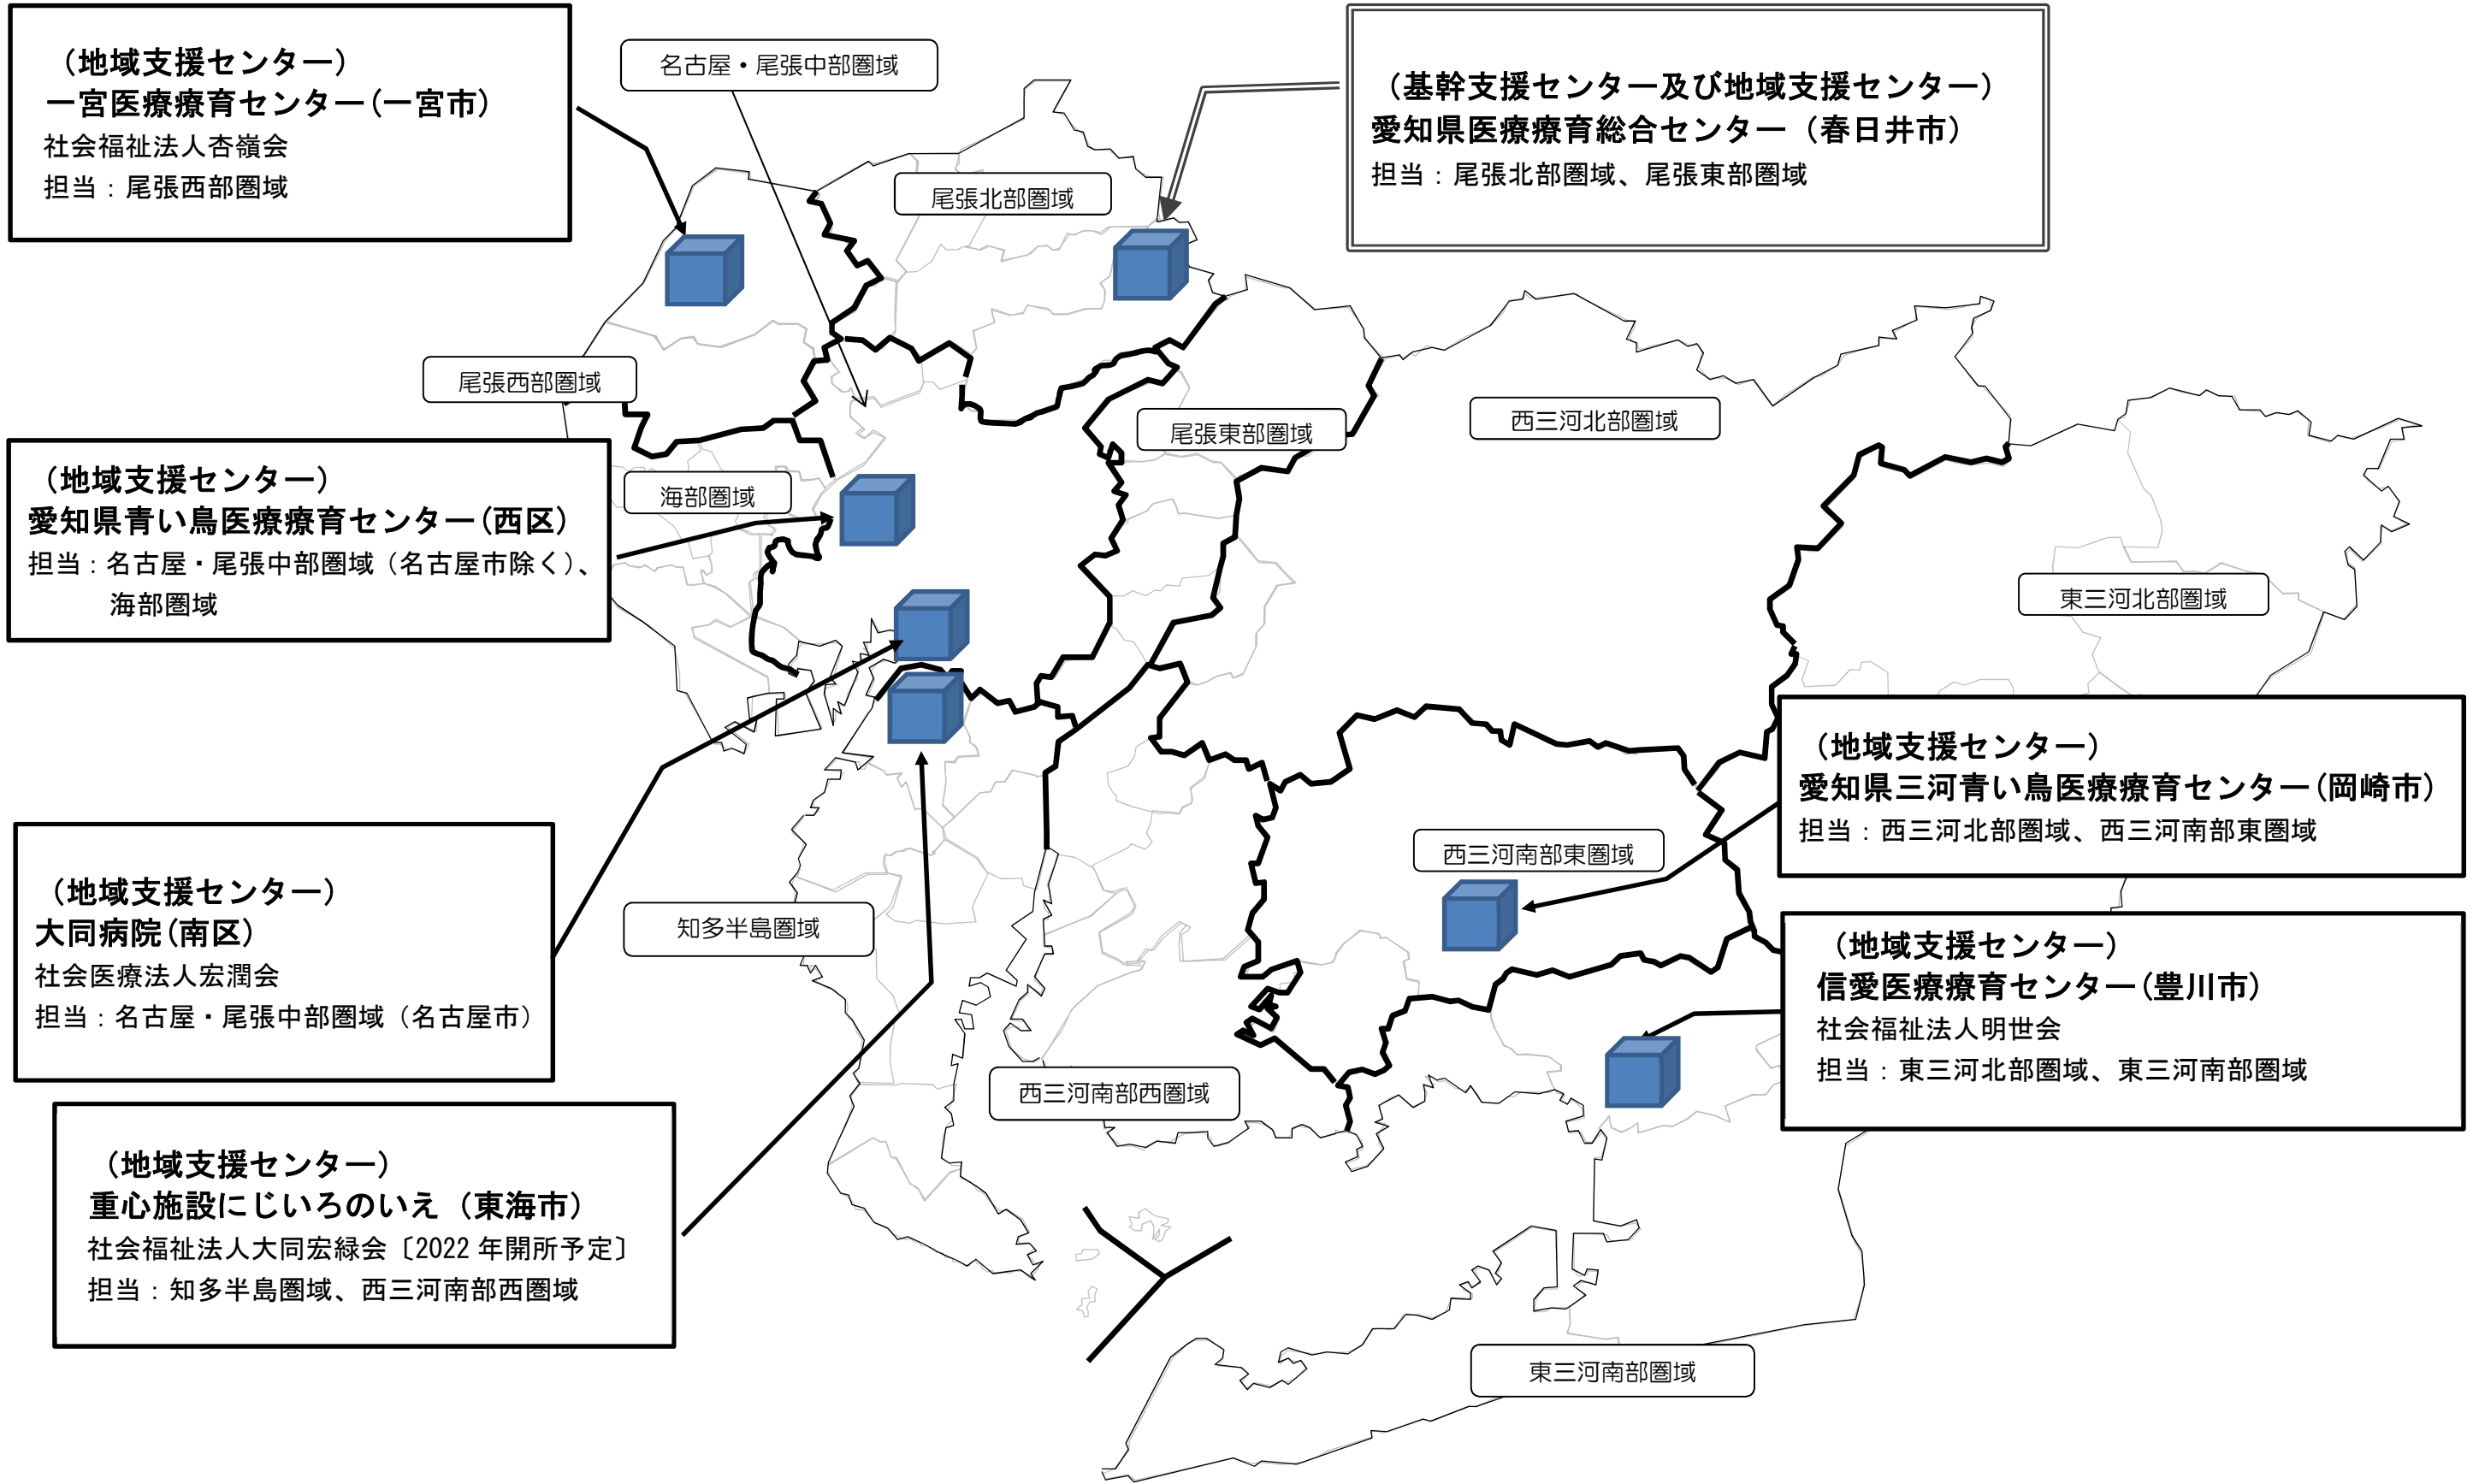 （地域支援センター）
一宮医療療育センター(一宮市)
社会福祉法人杏嶺会
担当：尾張西部圏域
名古屋・尾張中部圏域
（基幹支援センター及び地域支援センター）
愛知県医療療育総合センター（春日井市）
担当：尾張北部圏域、尾張東部圏域
尾張北部圏域
尾張西部圏域
尾張東部圏域
西三河北部圏域
（地域支援センター）
愛知県青い鳥医療療育センター(西区)
担当：名古屋・尾張中部圏域（名古屋市除く）、
海部圏域
海部圏域
東三河北部圏域
（地域支援センター）
愛知県三河青い鳥医療療育センター(岡崎市)
担当：西三河北部圏域、西三河南部東圏域
西三河南部東圏域
（地域支援センター）
大同病院(南区)
社会医療法人宏潤会
担当：名古屋・尾張中部圏域（名古屋市）
知多半島圏域
（地域支援センター）
信愛医療療育センター(豊川市)
社会福祉法人明世会
担当：東三河北部圏域、東三河南部圏域
西三河南部西圏域
（地域支援センター）
重心施設にじいろのいえ（東海市）
社会福祉法人大同宏緑会〔2022 年開所予定〕
担当：知多半島圏域、西三河南部西圏域
東三河南部圏域